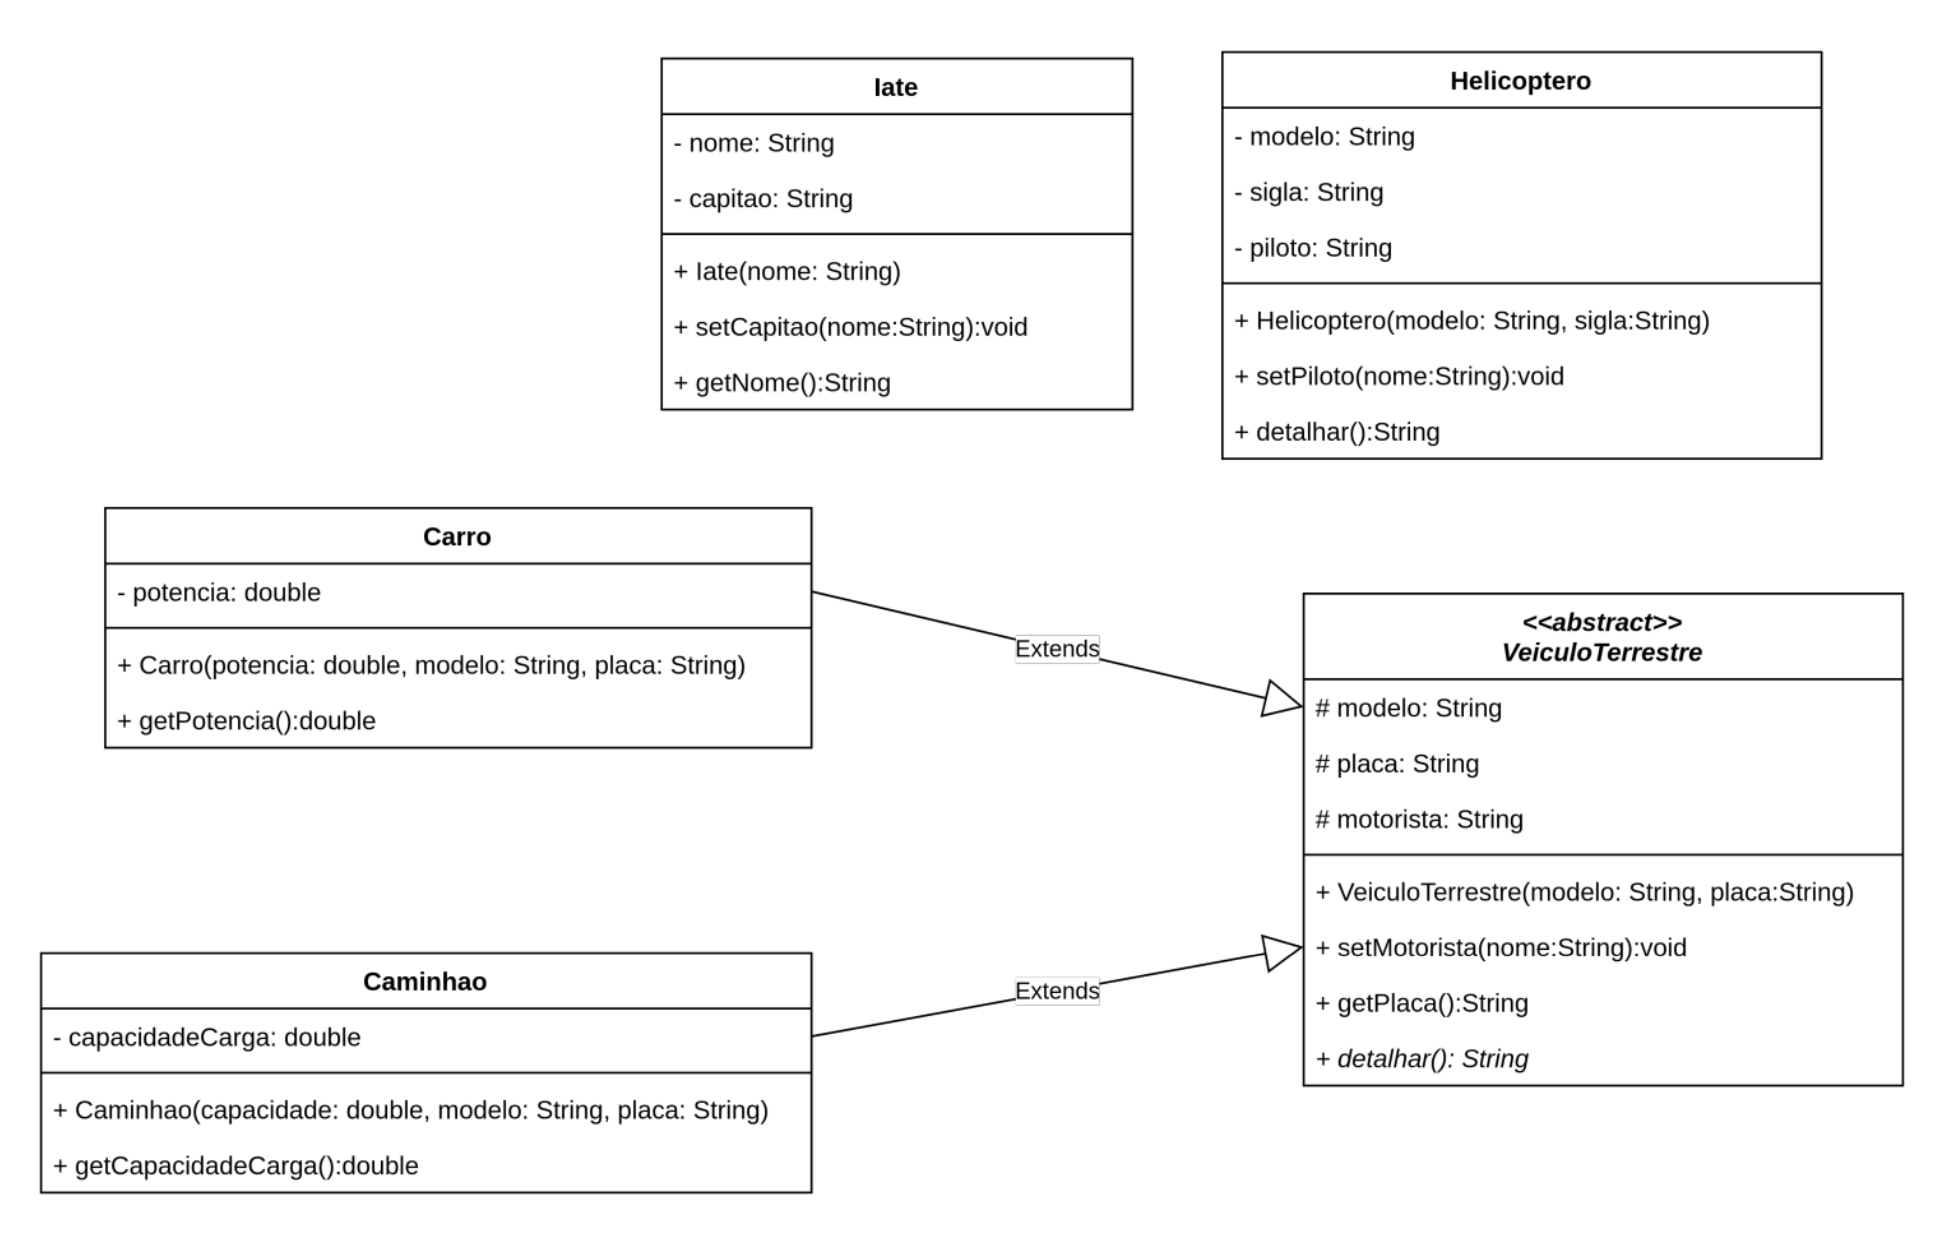 Iate
- nome: String
- capitao: String
+ Iate(nome: String)
+ setCapitao(nome:String):void
+ getNome():String
Helicoptero
- modelo: String
- sigla: String
- piloto: String
+ Helicoptero(modelo: String, sigla:String)
+ setPiloto(nome:String):void
+ detalhar():String
Carro
- potencia: double
+ Carro(potencia: double, modelo: String, placa: String)
+ getPotencia():double
Extends
<<abstract>>
VeiculoTerrestre
# modelo: String
# placa: String
# motorista: String
+ VeiculoTerrestre(modelo: String, placa:String)
+ setMotorista(nome:String):void
+ getPlaca():String
+ detalhar(): String
Caminhao
- capacidadeCarga: double
+ Caminhao(capacidade: double, modelo: String, placa: String)
+ getCapacidadeCarga():double
Extends